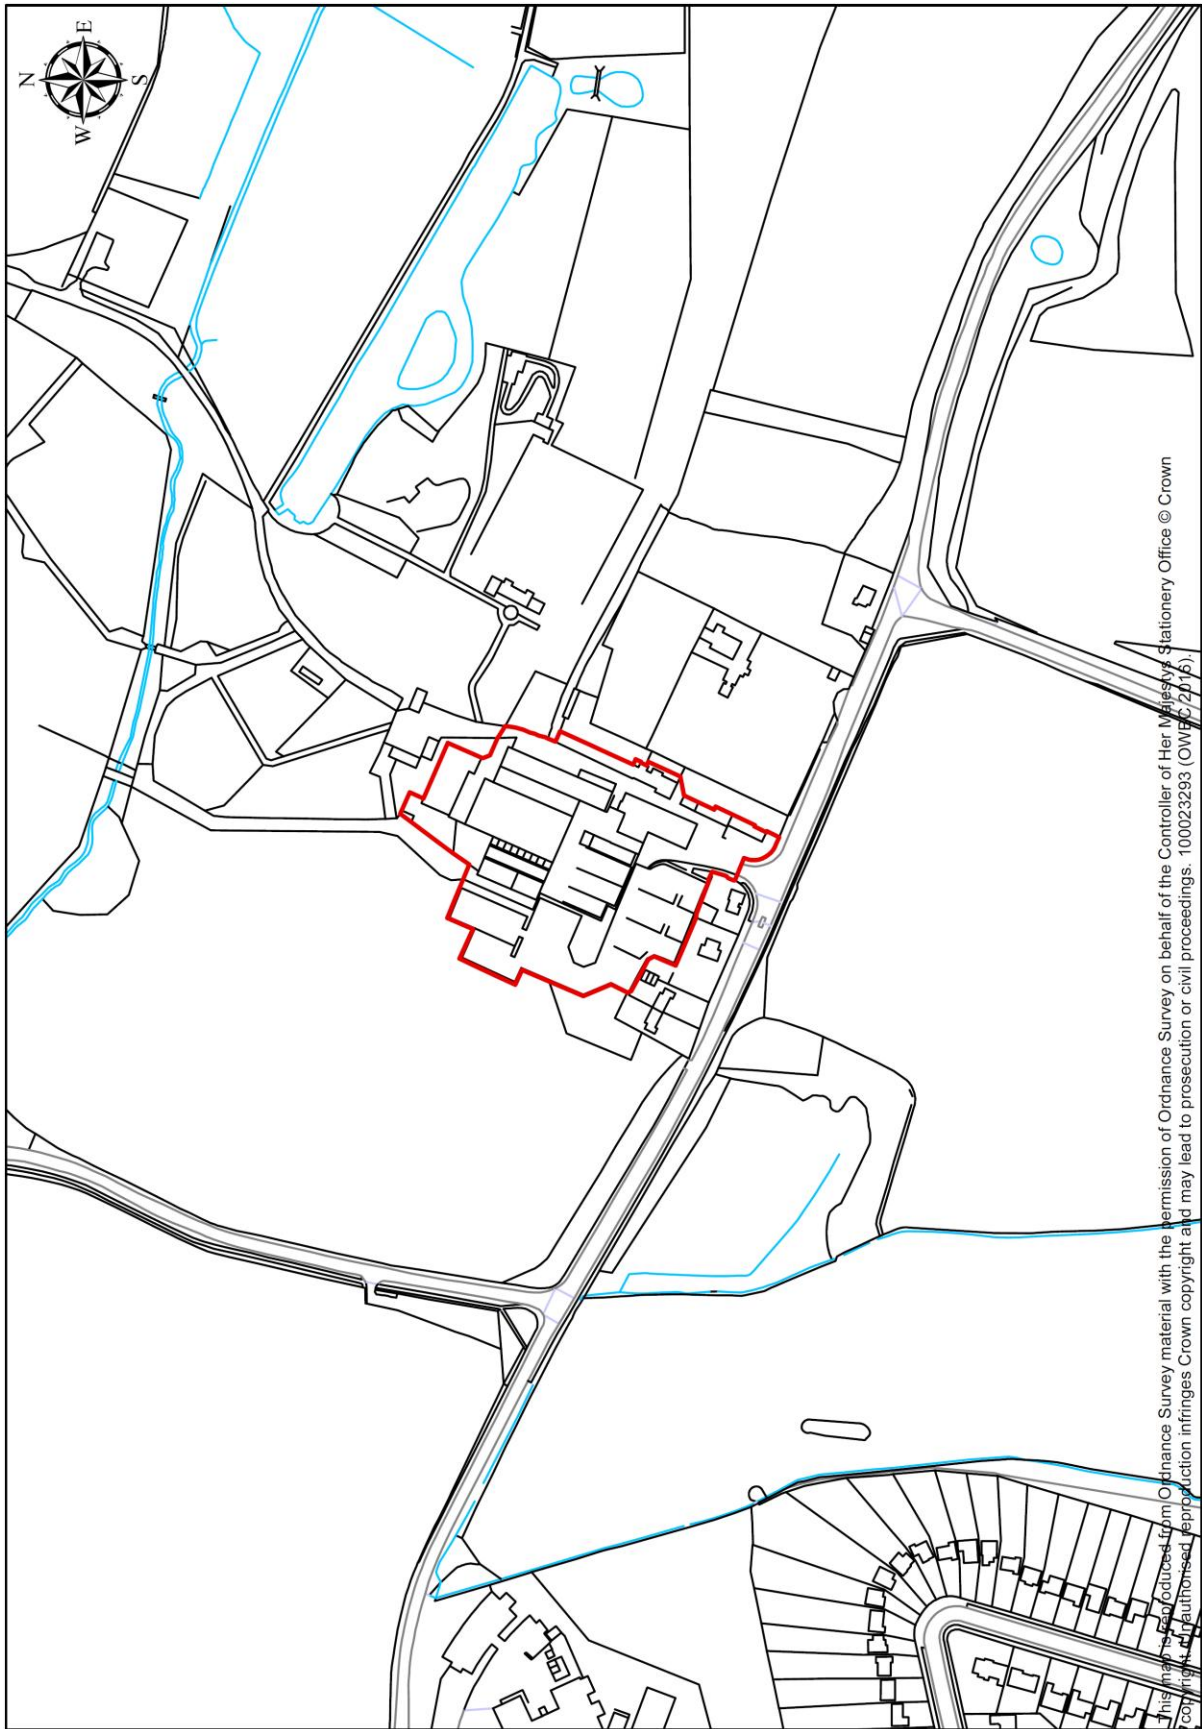 N
E
S
W
This map is reproduced from Ordnance Survey material with the permission of Ordnance Survey on behalf of the Controller of Her Majestys Stationery Office © Crown
copyright. Unauthorised reproduction infringes Crown copyright and may lead to prosecution or civil proceedings. 100023293 (OWBC 2016).